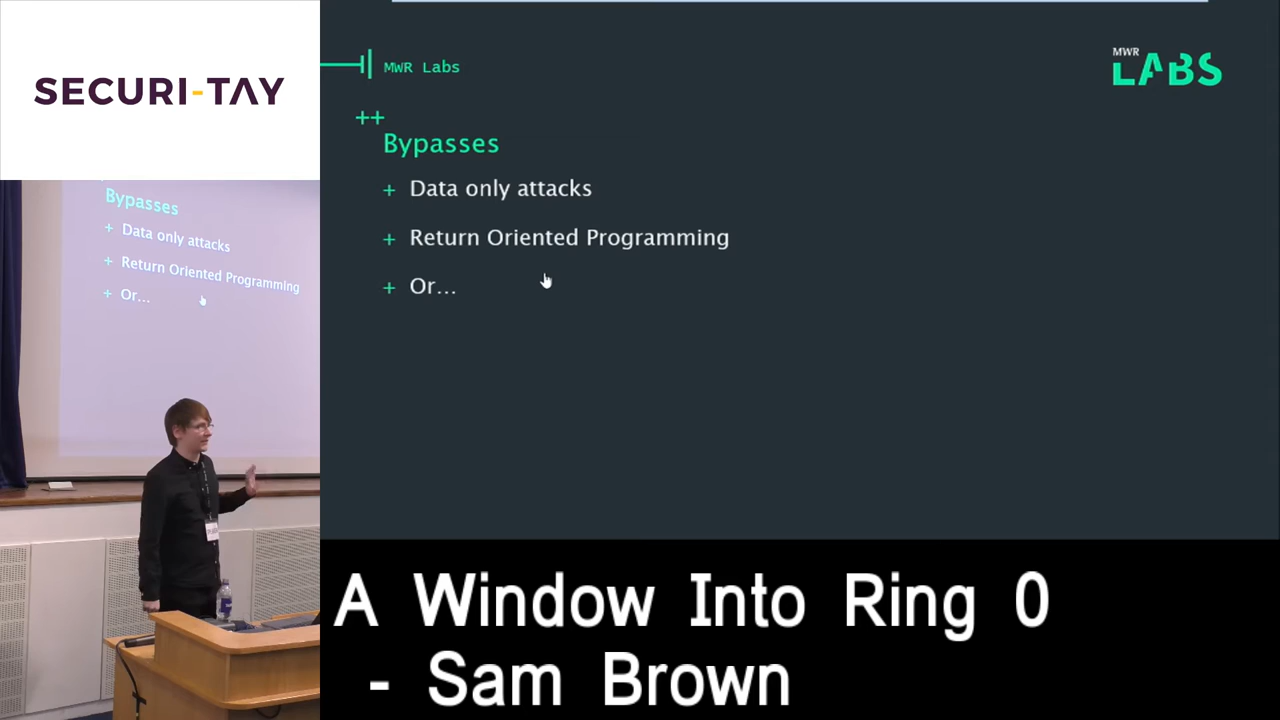 SECURI-TAY
MWR Labs
MWR
LABS
++
Bypasses
+ Data only attacks
+ Return Oriented Programming
+ Or...
Bypasses
+ Data only attacks
+ Return Oriented Programming
+ Or...
A Window Into Ring 0
- Sam Brown